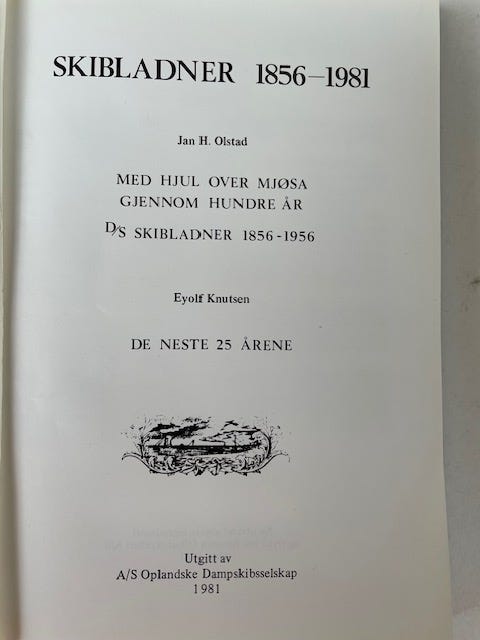 SKIBLADNER 1856–1981
Jan H. Olstad
MED HJUL OVER MJØSA
GJENNOM HUNDRE ÅR
D/S SKIBLADNER 1856-1956
Eyolf Knutsen
DE NESTE 25 ÅRENE
Utgitt av
A/S Oplandske Dampskibsselskap
1981